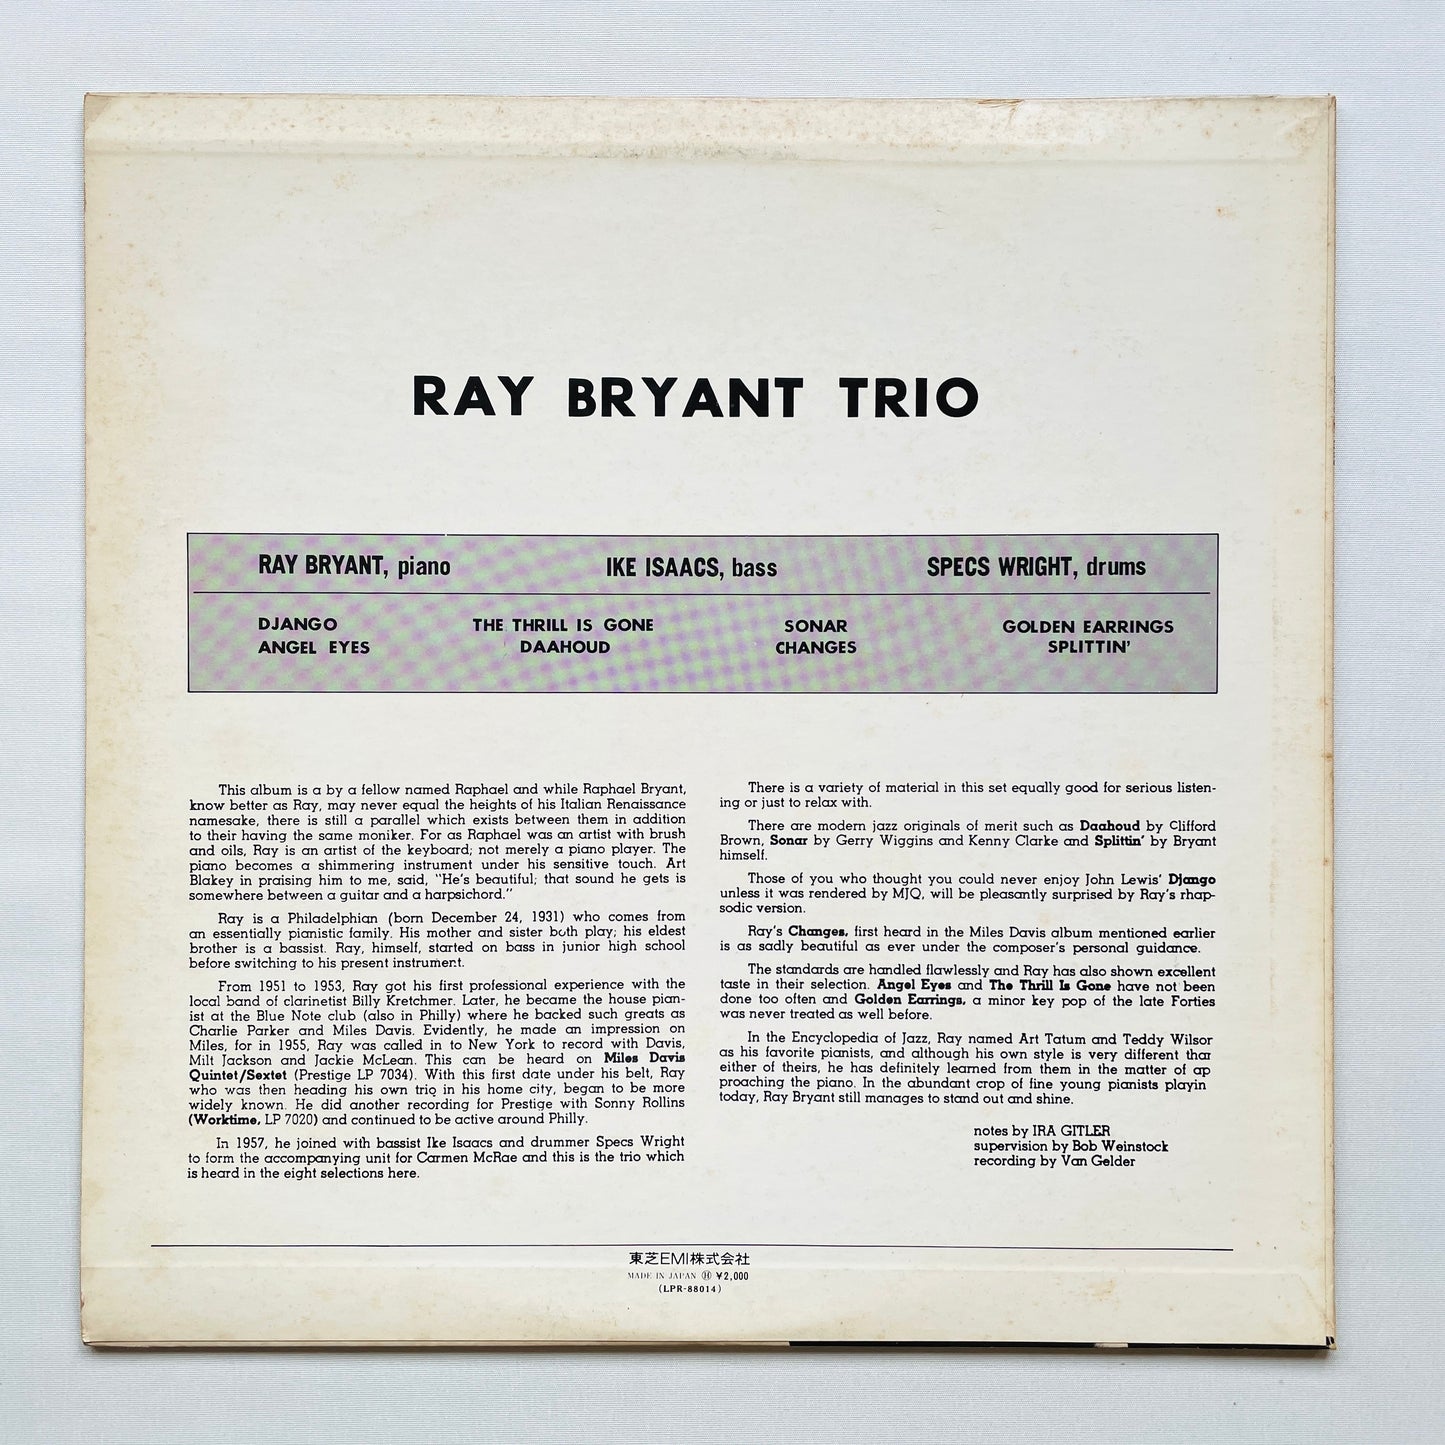 RAY BRYANT TRIO
RAY BRYANT, piano IKE ISAACS, bass SPECS WRIGHT, drums
DJANGO THE THRILL IS GONE SONAR GOLDEN EARRINGS
ANGEL EYES DAAHOUD CHANGES SPLITTIN'
This album is a by a fellow named Raphael and while Raphael Bryant,
know better as Ray, may never equal the heights of his Italian Renaissance
namesake, there is still a parallel which exists between them in addition
to their having the same moniker. For as Raphael was an artist with brush
and oils, Ray is an artist of the keyboard; not merely a piano player. The
piano becomes a shimmering instrument under his sensitive touch. Art
Blakey in praising him to me, said, "He's beautiful; that sound he gets is
somewhere between a guitar and a harpsichord."
Ray is a Philadelphian (born December 24, 1931) who comes from
an essentially pianistic family. His mother and sister both play; his eldest
brother is a bassist. Ray, himself, started on bass in junior high school
before switching to his present instrument.
From 1951 to 1953, Ray got his first professional experience with the
local band of clarinetist Billy Kretchmer. Later, he became the house pian-
ist at the Blue Note club (also in Philly) where he backed such greats as
Charlie Parker and Miles Davis. Evidently, he made an impression on
Miles, for in 1955, Ray was called in to New York to record with Davis,
Milt Jackson and Jackie McLean. This can be heard on Miles Davis
Quintet/Sextet (Prestige LP 7034). With this first date under his belt, Ray
who was then heading his own trio in his home city, began to be more
widely known. He did another recording for Prestige with Sonny Rollins
(Worktime, LP 7020) and continued to be active around Philly.
In 1957, he joined with bassist Ike Isaacs and drummer Specs Wright
to form the accompanying unit for Carmen McRae and this is the trio which
is heard in the eight selections here.
There is a variety of material in this set equally good for serious listen-
ing or just to relax with.
There are modern jazz originals of merit such as Daahoud by Clifford
Brown, Sonar by Gerry Wiggins and Kenny Clarke and Splittin' by Bryant
himself.
Those of you who thought you could never enjoy John Lewis' Django
unless it was rendered by MJQ, will be pleasantly surprised by Ray's rhap-
sodic version.
Ray's Changes, first heard in the Miles Davis album mentioned earlier
is as sadly beautiful as ever under the composer's personal guidance.
The standards are handled flawlessly and Ray has also shown excellent
taste in their selection. Angel Eyes and The Thrill Is Gone have not been
done too often and Golden Earrings, a minor key pop of the late Forties
was never treated as well before.
In the Encyclopedia of Jazz, Ray named Art Tatum and Teddy Wilsor
as his favorite pianists, and although his own style is very different thar
either of theirs, he has definitely learned from them in the matter of ap
proaching the piano. In the abundant crop of fine young pianists playin
today, Ray Bryant still manages to stand out and shine.
notes by IRA GITLER
supervision by Bob Weinstock
recording by Van Gelder
東芝EMI株式会社
MADE IN JAPAN Ⓗ ¥2,000
(LPR-88014)